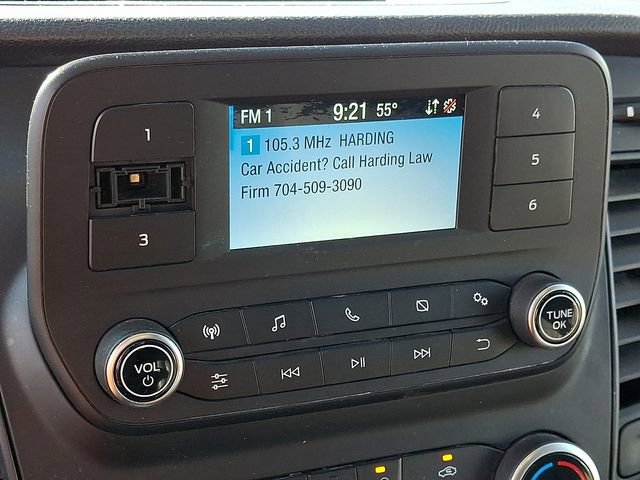 FM 1 9:21 55°
1 105.3 MHz HARDING
Car Accident? Call Harding Law
Firm 704-509-3090
1
3
4
5
6
VOL
TUNE
OK